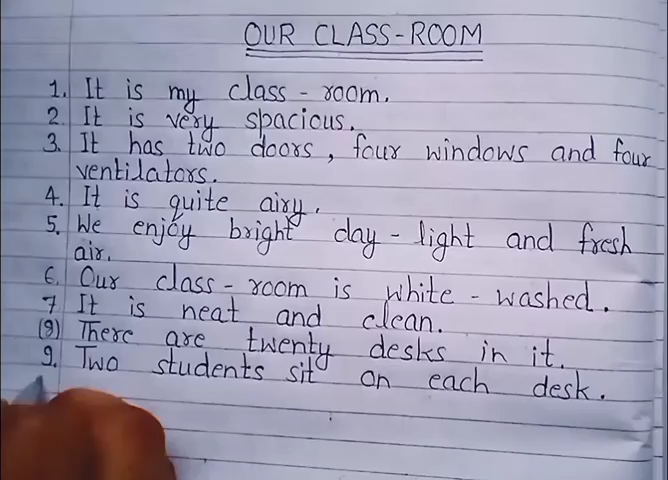 OUR CLASS-ROOM
1. It is my class - room.
2. It is very spacious.
3. It has two doors, four windows and four
ventilators.
4. It is quite airy.
5. We enjoy bright day - light and fresh
air.
6. Our class - room is white - washed.
7 It is neat and clean.
(8) There are twenty desks in it.
9. Two students sit on each desk.